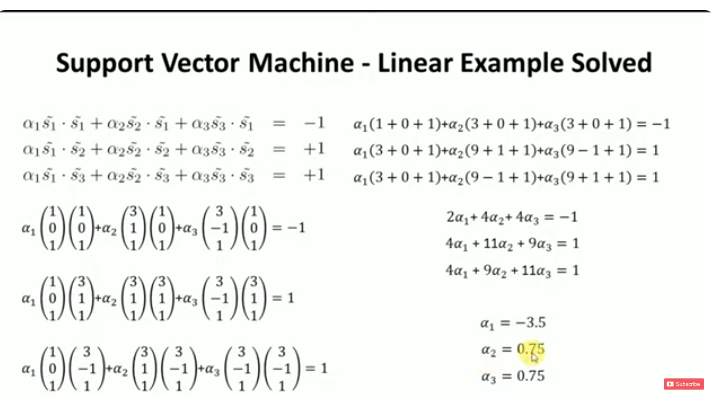 Support Vector Machine - Linear Example Solved
α₁s̃₁ · s̃₁ + α₂s̃₂ · s̃₁ + α₃s̃₃ · s̃₁ = −1
α₁s̃₁ · s̃₂ + α₂s̃₂ · s̃₂ + α₃s̃₃ · s̃₂ = +1
α₁s̃₁ · s̃₃ + α₂s̃₂ · s̃₃ + α₃s̃₃ · s̃₃ = +1
α₁(1 0 1)(1 0 1)+α₂(3 1 1)(1 0 1)+α₃(3 −1 1)(1 0 1) = −1
α₁(1 0 1)(3 1 1)+α₂(3 1 1)(3 1 1)+α₃(3 −1 1)(3 1 1) = 1
α₁(1 0 1)(3 −1 1)+α₂(3 1 1)(3 −1 1)+α₃(3 −1 1)(3 −1 1) = 1
α₁(1 + 0 + 1)+α₂(3 + 0 + 1)+α₃(3 + 0 + 1) = −1
α₁(3 + 0 + 1)+α₂(9 + 1 + 1)+α₃(9 − 1 + 1) = 1
α₁(3 + 0 + 1)+α₂(9 − 1 + 1)+α₃(9 + 1 + 1) = 1
2α₁ + 4α₂ + 4α₃ = −1
4α₁ + 11α₂ + 9α₃ = 1
4α₁ + 9α₂ + 11α₃ = 1
α₁ = −3.5
α₂ = 0.75
α₃ = 0.75
Subscribe